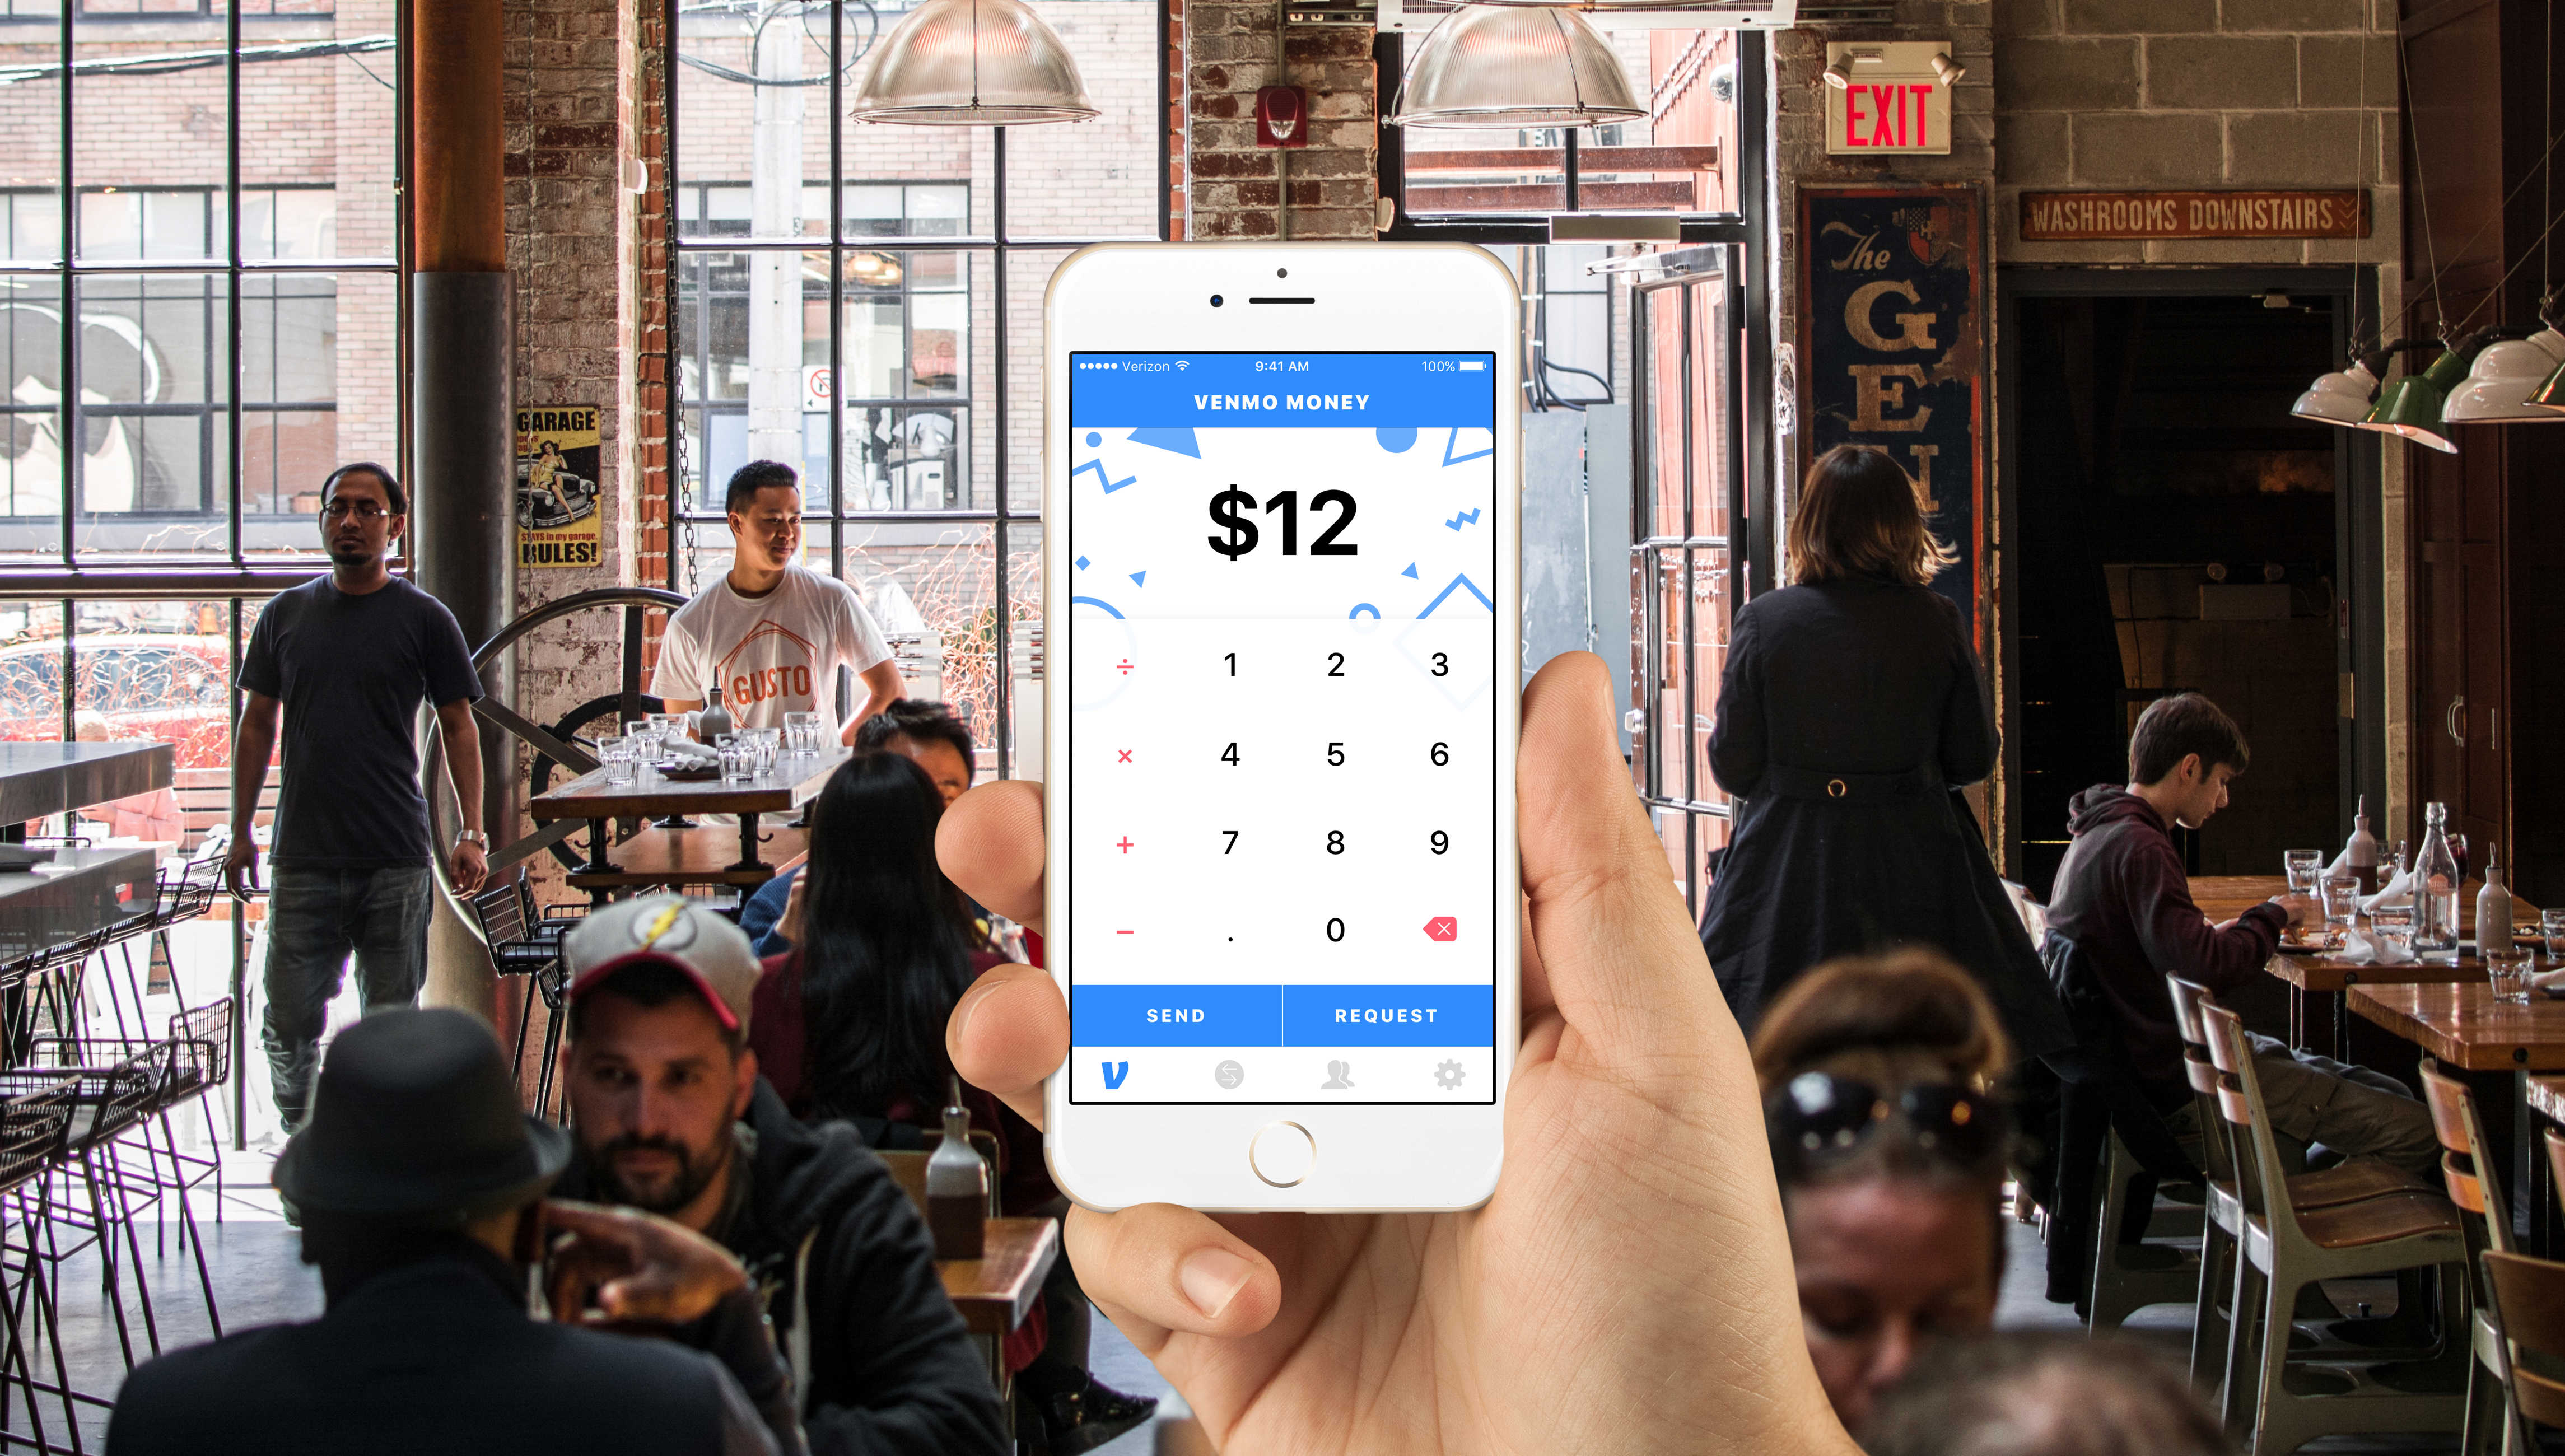 EXIT
WASHROOMS DOWNSTAIRS
The
GEN
Verizon 9:41 AM 100%
VENMO MONEY
$12
÷ 1 2 3
× 4 5 6
+ 7 8 9
− . 0
SEND REQUEST
GARAGE
RULES!
GUSTO